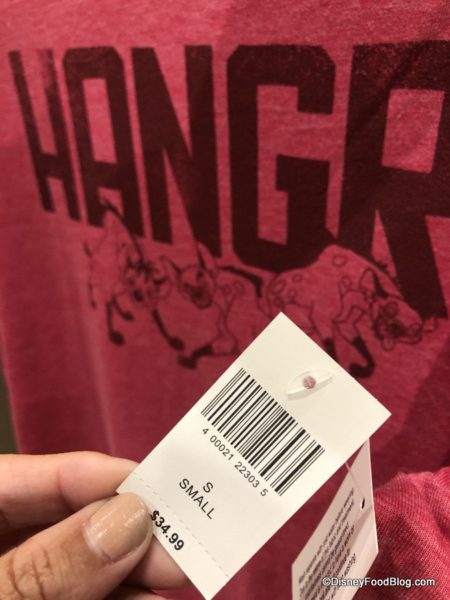 HANGR
4 00021 22303 5
S
SMALL
$34.99
©DisneyFoodBlog.com